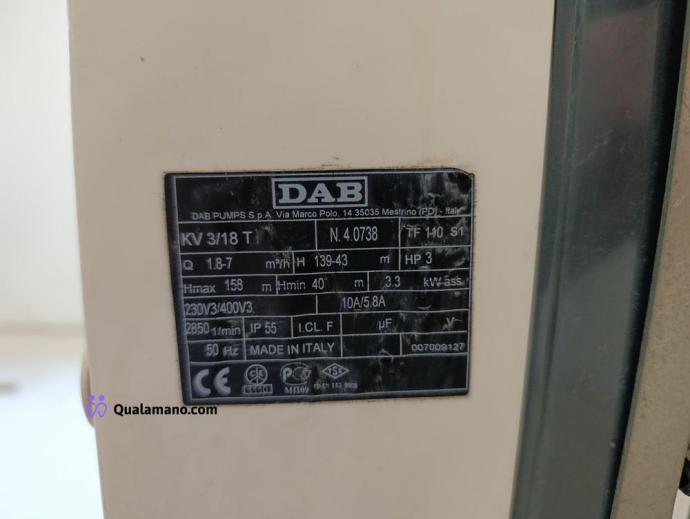 DAB
DAB PUMPS S.p.A. Via Marco Polo, 14 35035 Mestrino (PD) - Italy
KV 3/18 T N. 4.0738 TF 110 S1
Q 1.8-7 m³/h H 139-43 m HP 3
Hmax 158 m Hmin 40 m 3.3 kW ass.
230V3/400V3 10A/5.8A
2850 1/min IP 55 I.CL. F µF V~
50 Hz MADE IN ITALY 007009127
CE
TSE
Qualamano.com